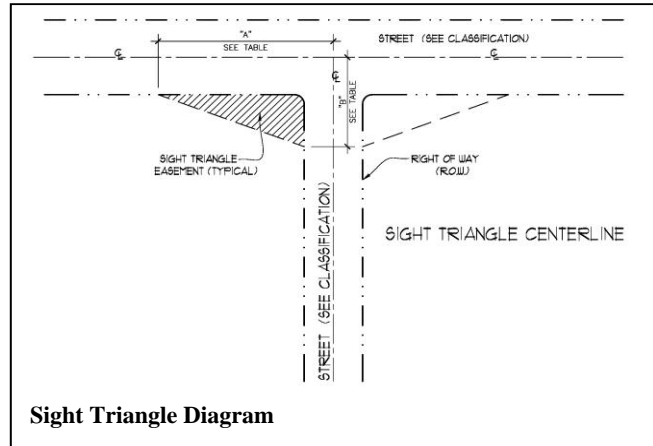 "A"
SEE TABLE
STREET (SEE CLASSIFICATION)
℄
℄
℄
"B"
SEE TABLE
SIGHT TRIANGLE
EASEMENT (TYPICAL)
RIGHT OF WAY
(R.O.W)
STREET (SEE CLASSIFICATION)
SIGHT TRIANGLE CENTERLINE
Sight Triangle Diagram